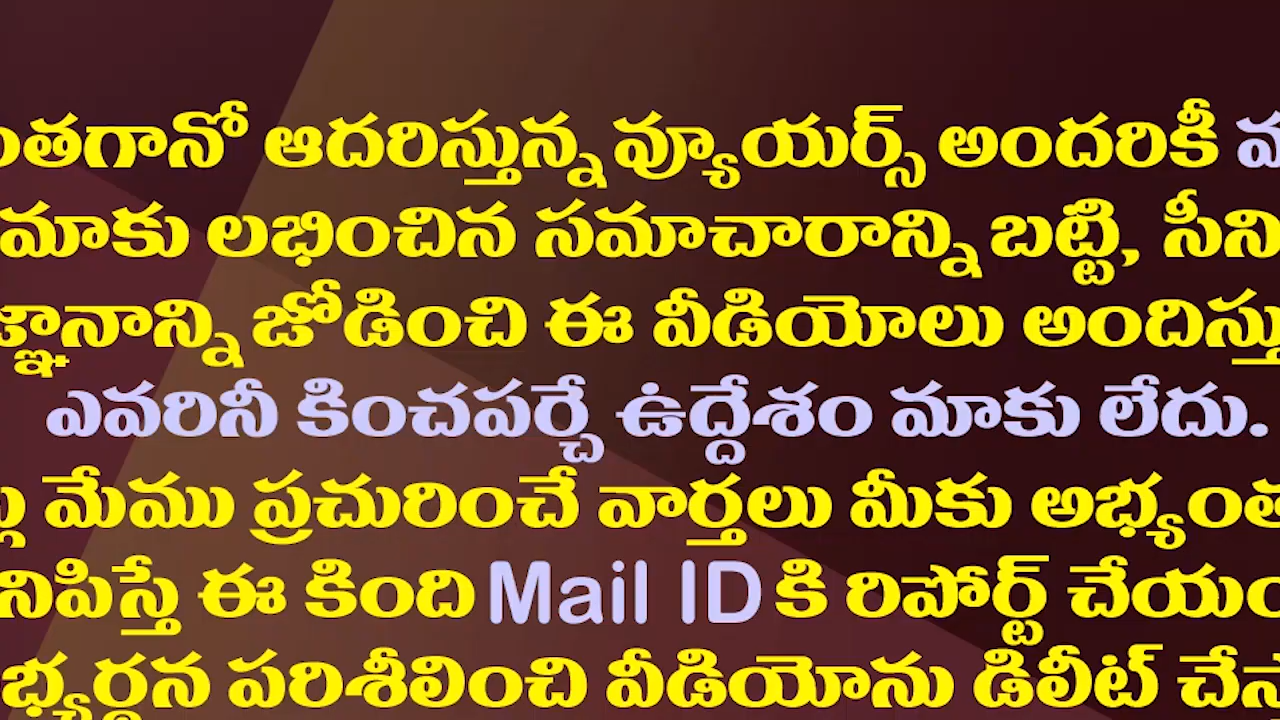 ంతగానో ఆదరిస్తున్న వ్యూయర్స్ అందరికీ
మాకు లభించిన సమాచారాన్ని బట్టి, సీని
జ్ఞానాన్ని జోడించి ఈ వీడియోలు అందిస్తు
ఎవరినీ కించపర్చే ఉద్దేశం మాకు లేదు.
మేము ప్రచురించే వార్తలు మీకు అభ్యంత
నిపిస్తే ఈ కింది Mail ID కి రిపోర్ట్ చేయం
భ్యర్థన పరిశీలించి వీడియోను డిలీట్ చేస